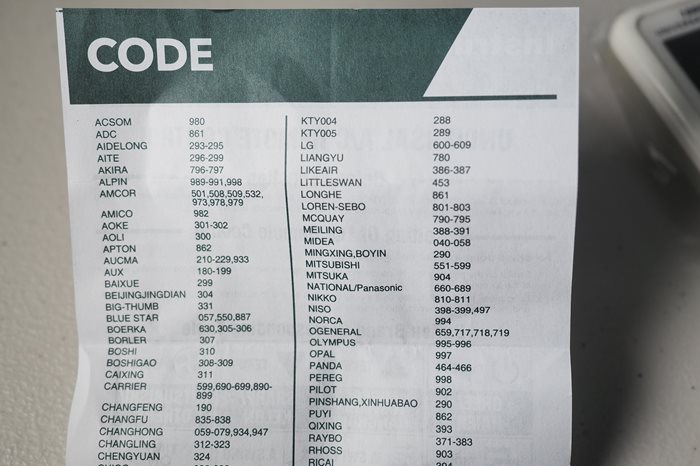 CODE
ACSOM 980
ADC 861
AIDELONG 293-295
AITE 296-299
AKIRA 796-797
ALPIN 989-991,998
AMCOR 501,508,509,532,
973,978,979
AMICO 982
AOKE 301-302
AOLI 300
APTON 862
AUCMA 210-229,933
AUX 180-199
BAIXUE 299
BEIJINGJINGDIAN 304
BIG-THUMB 331
BLUE STAR 057,550,887
BOERKA 630,305-306
BORLER 307
BOSHI 310
BOSHIGAO 308-309
CAIXING 311
CARRIER 599,690-699,890-
899
CHANGFENG 190
CHANGFU 835-838
CHANGHONG 059-079,934,947
CHANGLING 312-323
CHENGYUAN 324
KTY004 288
KTY005 289
LG 600-609
LIANGYU 780
LIKEAIR 386-387
LITTLESWAN 453
LONGHE 861
LOREN-SEBO 801-803
MCQUAY 790-795
MEILING 388-391
MIDEA 040-058
MINGXING,BOYIN 290
MITSUBISHI 551-599
MITSUKA 904
NATIONAL/Panasonic 660-689
NIKKO 810-811
NISO 398-399,497
NORCA 994
OGENERAL 659,717,718,719
OLYMPUS 995-996
OPAL 997
PANDA 464-466
PEREG 998
PILOT 902
PINSHANG,XINHUABAO 290
PUYI 862
QIXING 393
RAYBO 371-383
RHOSS 903
RICAI 394